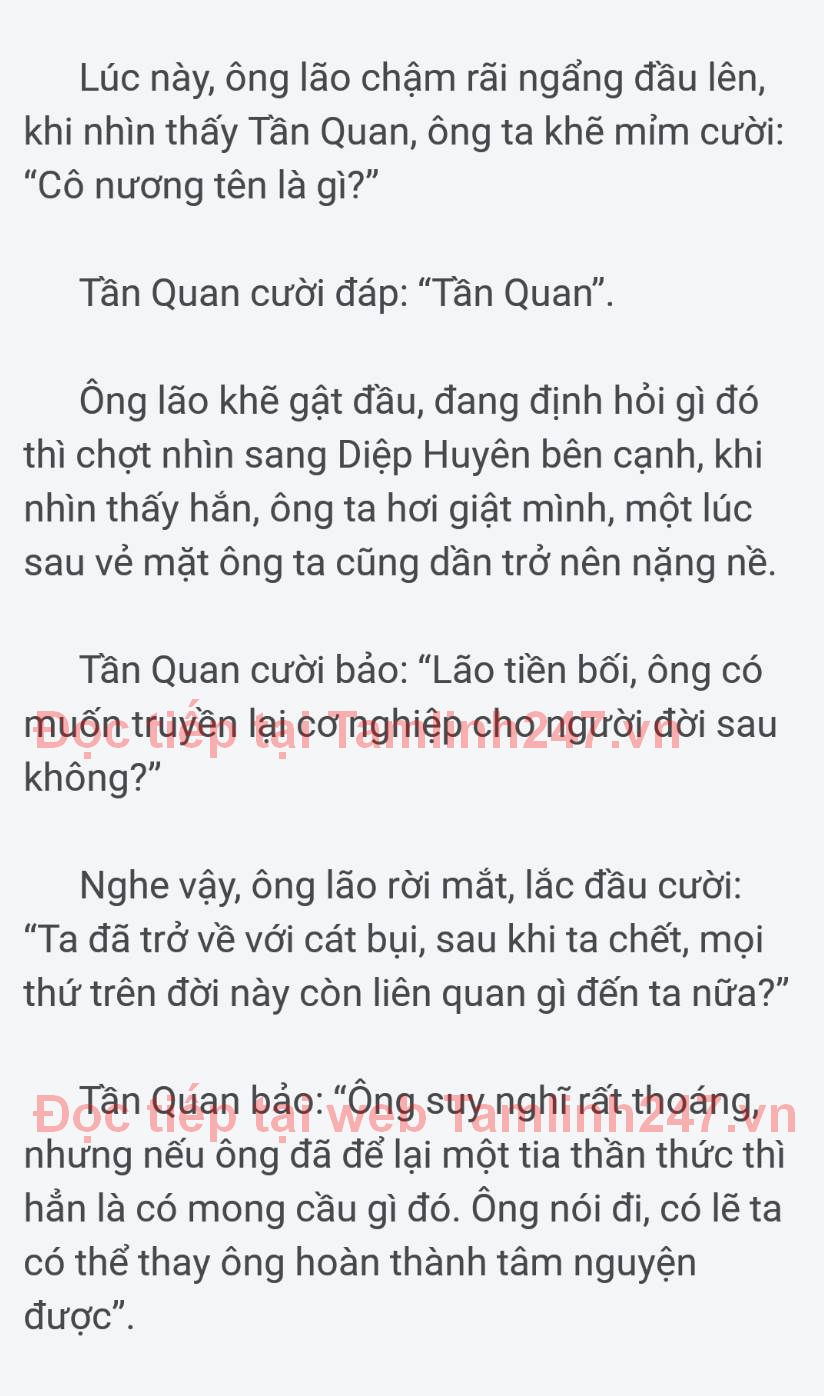 Lúc này, ông lão chậm rãi ngẩng đầu lên,
khi nhìn thấy Tần Quan, ông ta khẽ mỉm cười:
“Cô nương tên là gì?”
Tần Quan cười đáp: “Tần Quan”.
Ông lão khẽ gật đầu, đang định hỏi gì đó
thì chợt nhìn sang Diệp Huyên bên cạnh, khi
nhìn thấy hắn, ông ta hơi giật mình, một lúc
sau vẻ mặt ông ta cũng dần trở nên nặng nề.
Tần Quan cười bảo: “Lão tiền bối, ông có
muốn truyền lại cơ nghiệp cho người đời sau
Đọc tiếp tại Tamlinh247.vn
không?”
Nghe vậy, ông lão rời mắt, lắc đầu cười:
“Ta đã trở về với cát bụi, sau khi ta chết, mọi
thứ trên đời này còn liên quan gì đến ta nữa?”
Tần Quan bảo: “Ông suy nghĩ rất thoáng,
Đọc tiếp tại web Tamlinh247.vn
nhưng nếu ông đã để lại một tia thần thức thì
hẳn là có mong cầu gì đó. Ông nói đi, có lẽ ta
có thể thay ông hoàn thành tâm nguyện
được”.